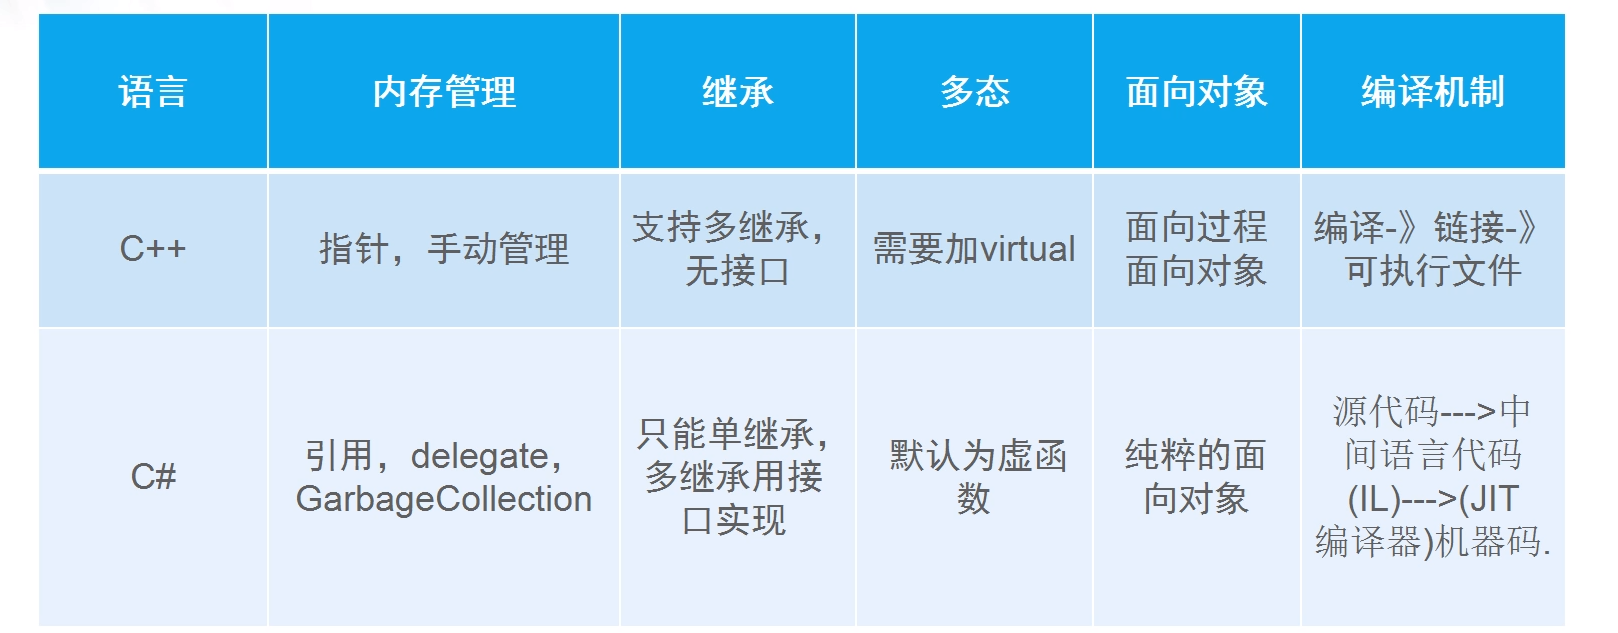 语言
内存管理
继承
多态
面向对象
编译机制
C++
指针，手动管理
支持多继承，
无接口
需要加virtual
面向过程
面向对象
编译-》链接-》
可执行文件
C#
引用，delegate，
GarbageCollection
只能单继承，
多继承用接
口实现
默认为虚函
数
纯粹的面
向对象
源代码--->中
间语言代码
(IL)--->(JIT
编译器)机器码.